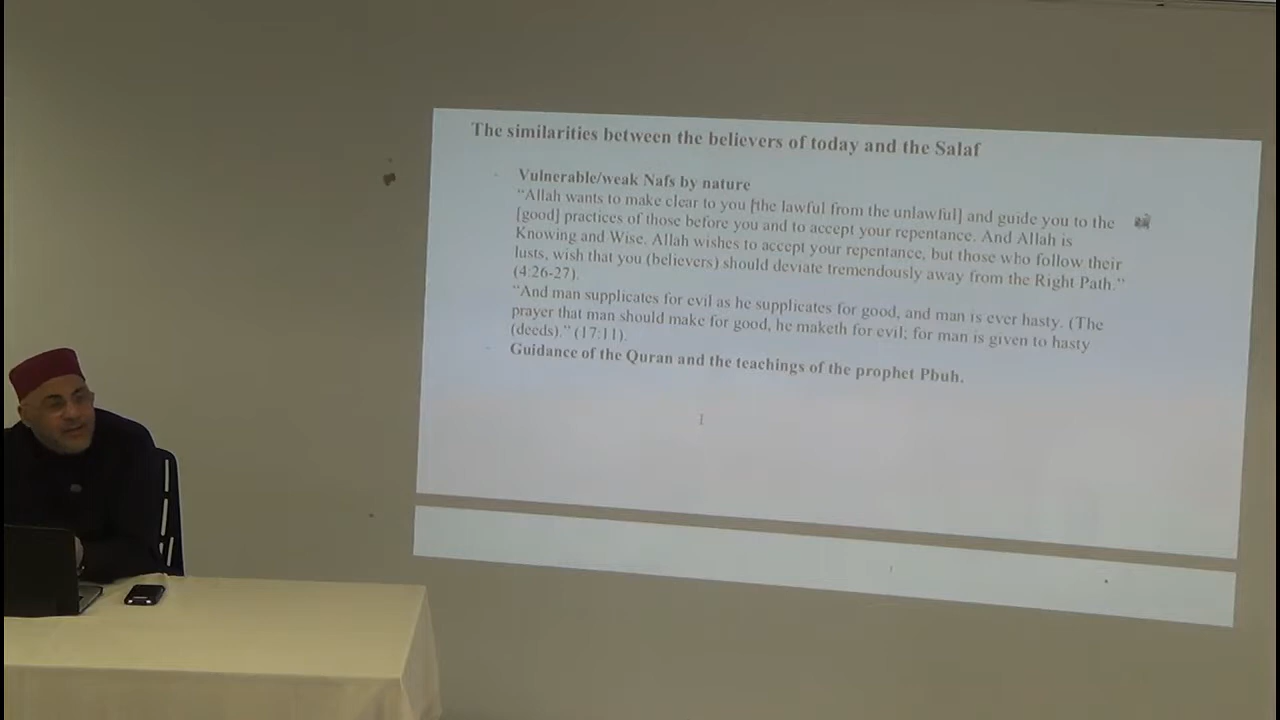 The similarities between the believers of today and the Salaf
Vulnerable/weak Nafs by nature
"Allah wants to make clear to you [the lawful from the unlawful] and guide you to the
[good] practices of those before you and to accept your repentance. And Allah is
Knowing and Wise. Allah wishes to accept your repentance, but those who follow their
lusts, wish that you (believers) should deviate tremendously away from the Right Path."
(4:26-27).
"And man supplicates for evil as he supplicates for good, and man is ever hasty. (The
prayer that man should make for good, he maketh for evil; for man is given to hasty
(deeds)." (17:11).
Guidance of the Quran and the teachings of the prophet Pbuh.